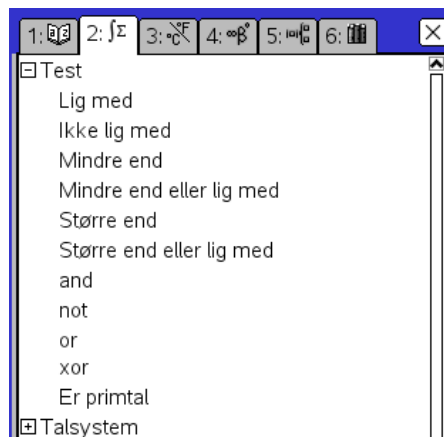 1: 2: ∫Σ 3: °C°F 4: ∞β° 5: 6:
Test
Lig med
Ikke lig med
Mindre end
Mindre end eller lig med
Større end
Større end eller lig med
and
not
or
xor
Er primtal
Talsystem